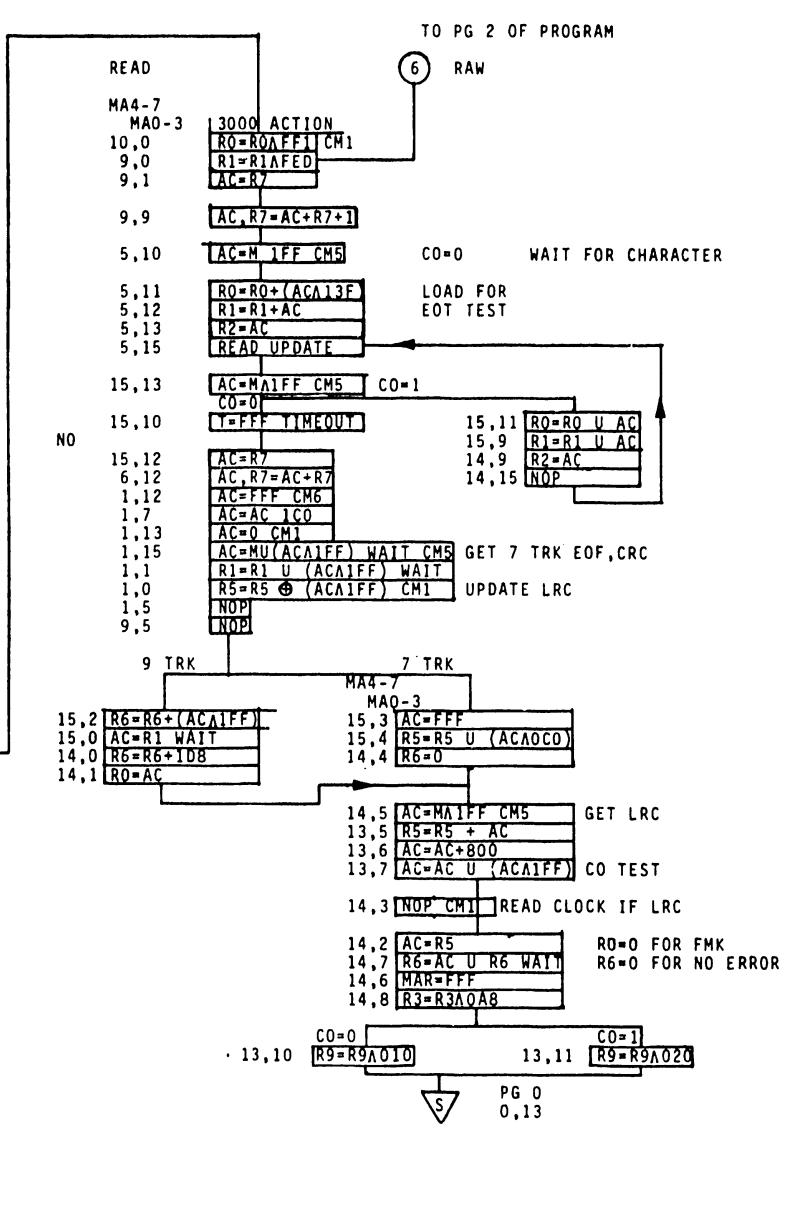 TO PG 2 OF PROGRAM
READ
6 RAW
MA4-7
MA0-3 3000 ACTION
10,0 R0=R0ΛFF1 CM1
9,0 R1=R1ΛFED
9,1 AC=R7
9,9 AC,R7=AC+R7+1
5,10 AC=M 1FF CM5 CO=0 WAIT FOR CHARACTER
5,11 R0=R0+(ACΛ13F) LOAD FOR
5,12 R1=R1+AC EOT TEST
5,13 R2=AC
5,15 READ UPDATE
15,13 AC=MΛ1FF CM5 CO=1
CO=0
15,10 T=FFF TIMEOUT
15,11 R0=R0 U AC
NO
15,9 R1=R1 U AC
15,12 AC=R7
14,9 R2=AC
6,12 AC,R7=AC+R7
14,15 NOP
1,12 AC=FFF CM6
1,7 AC=AC 1C0
1,13 AC=0 CM1
1,15 AC=MU(ACΛ1FF) WAIT CM5 GET 7 TRK EOF,CRC
1,1 R1=R1 U (ACΛ1FF) WAIT
1,0 R5=R5 ⊕ (ACΛ1FF) CM1 UPDATE LRC
1,5 NOP
9,5 NOP
9 TRK 7 TRK
MA4-7
MA0-3
15,2 R6=R6+(ACΛ1FF) 15,3 AC=FFF
15,0 AC=R1 WAIT 15,4 R5=R5 U (ACΛ0C0)
14,0 R6=R6+1D8 14,4 R6=0
14,1 R0=AC
14,5 AC=MΛ1FF CM5 GET LRC
13,5 R5=R5 + AC
13,6 AC=AC+800
13,7 AC=AC U (ACΛ1FF) CO TEST
14,3 NOP CM1 READ CLOCK IF LRC
14,2 AC=R5 R0=0 FOR FMK
14,7 R6=AC U R6 WAIT R6=0 FOR NO ERROR
14,6 MAR=FFF
14,8 R3=R3Λ0A8
CO=0 CO=1
13,10 R9=R9Λ010 13,11 R9=R9Λ020
S PG 0
0,13